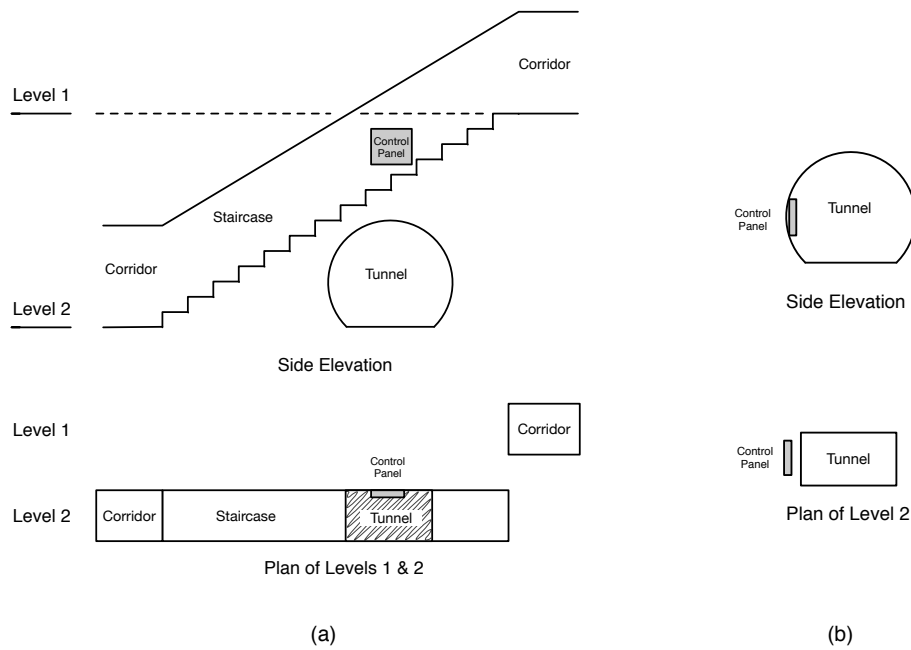 Corridor
Level 1
Control
Panel
Staircase
Corridor
Tunnel
Level 2
Side Elevation
Level 1
Corridor
Control
Panel
Level 2
Corridor
Staircase
Tunnel
Plan of Levels 1 & 2
(a)
Control
Panel
Tunnel
Side Elevation
Control
Panel
Tunnel
Plan of Level 2
(b)